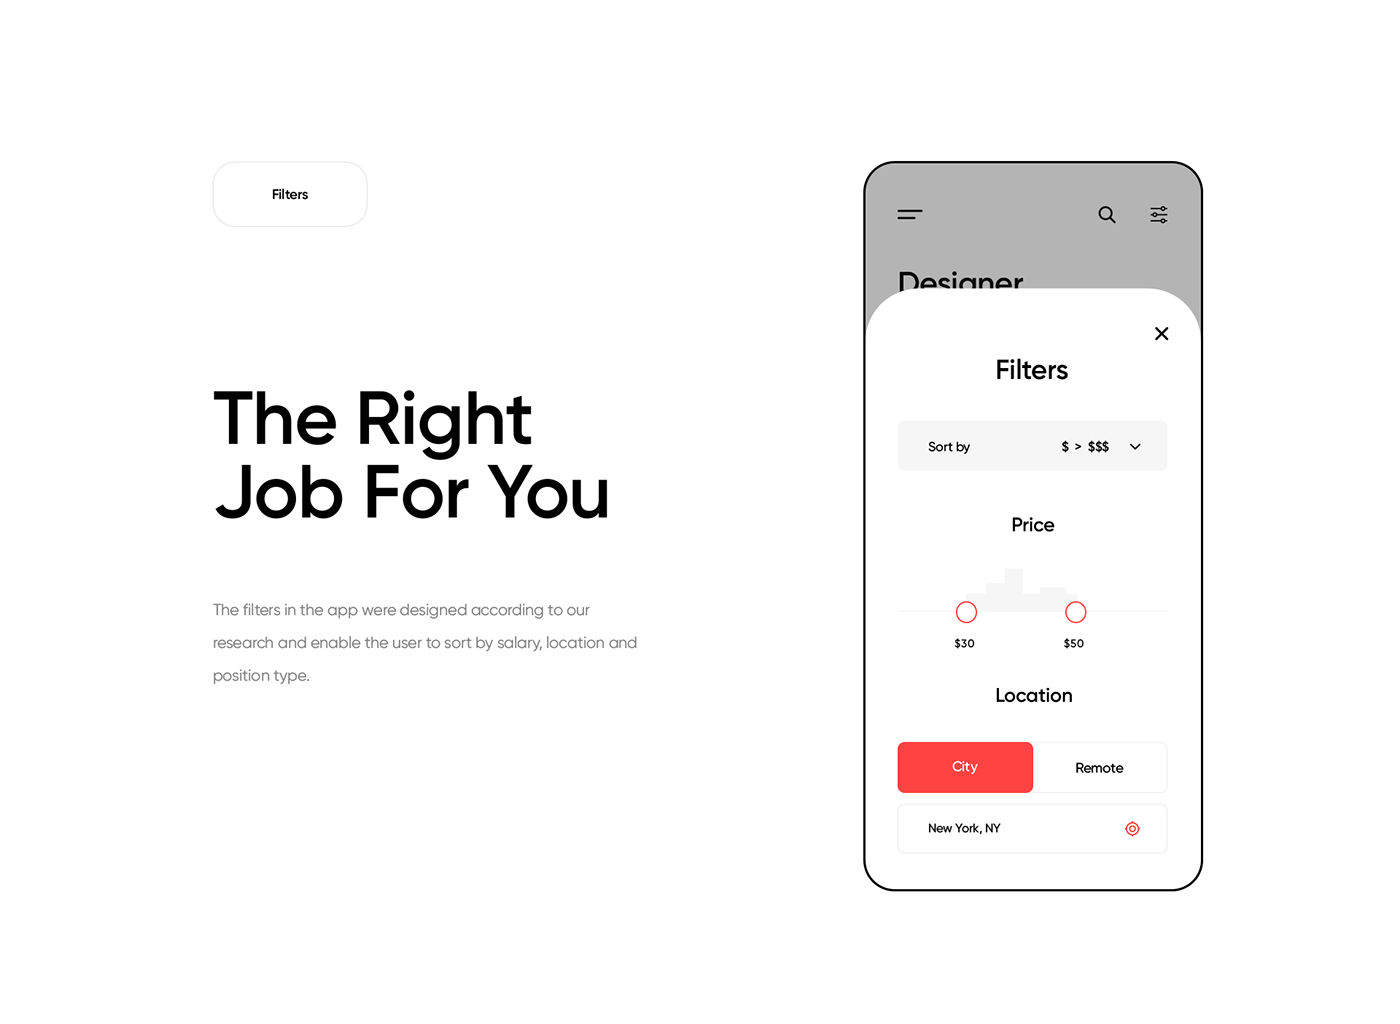 Filters
The Right
Job For You
The filters in the app were designed according to our
research and enable the user to sort by salary, location and
position type.
Designer
Filters
Sort by $ > $$$
Price
$30 $50
Location
City Remote
New York, NY